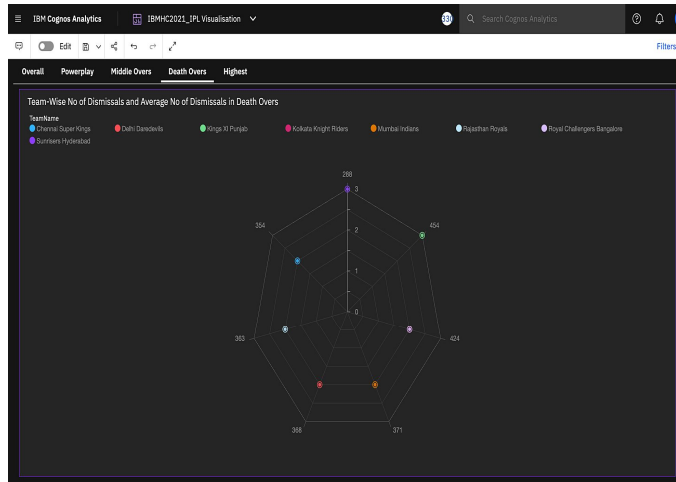 IBM Cognos Analytics
IBMHC2021_IPL Visualisation
Search Cognos Analytics
Edit
Filters
Overall Powerplay Middle Overs Death Overs Highest
Team-Wise No of Dismissals and Average No of Dismissals in Death Overs
TeamName
Chennai Super Kings Delhi Daredevils Kings XI Punjab Kolkata Knight Riders Mumbai Indians Rajasthan Royals Royal Challengers Bangalore
Sunrisers Hyderabad
288
3
354 454
2
1
0
363 424
368 371